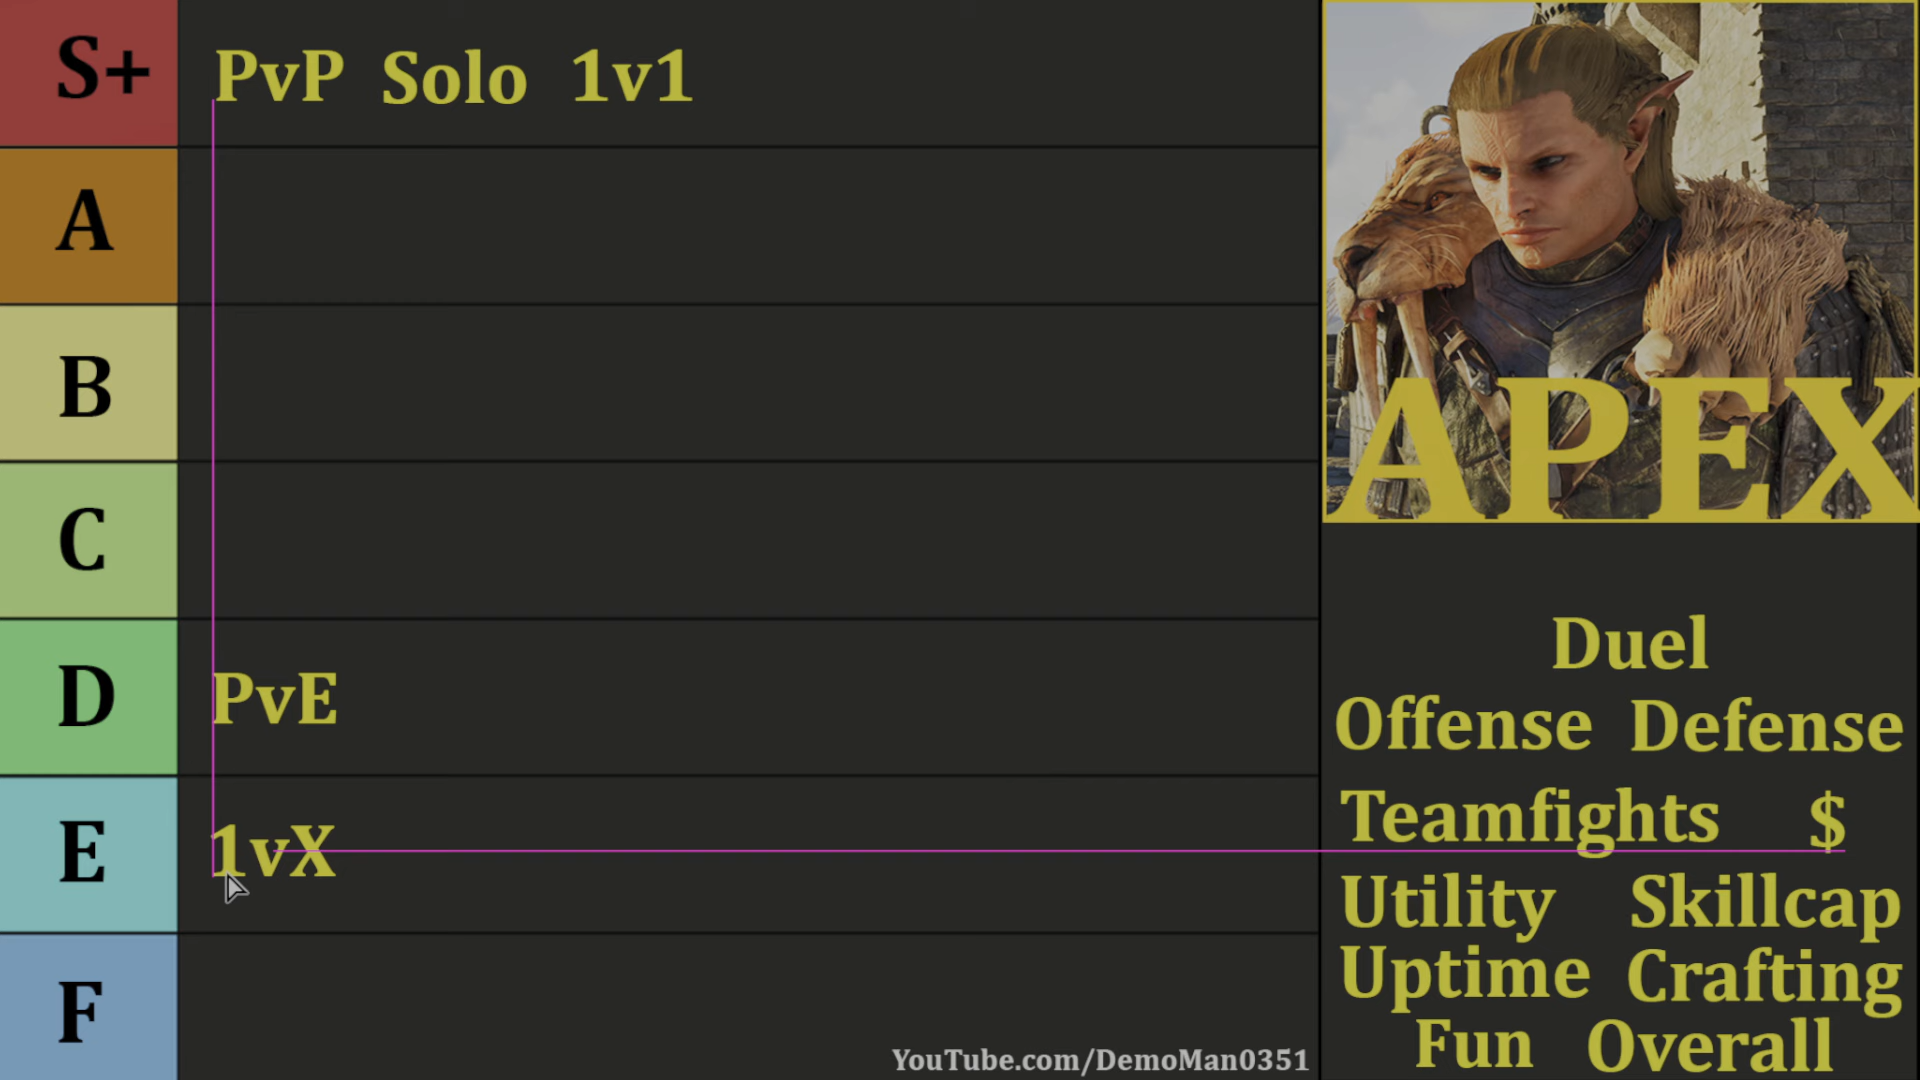 S+ PvP Solo 1v1
A
B
C
D PvE
E 1vX
F
APEX
Duel
Offense Defense
Teamfights $
Utility Skillcap
Uptime Crafting
Fun Overall
YouTube.com/DemoMan0351